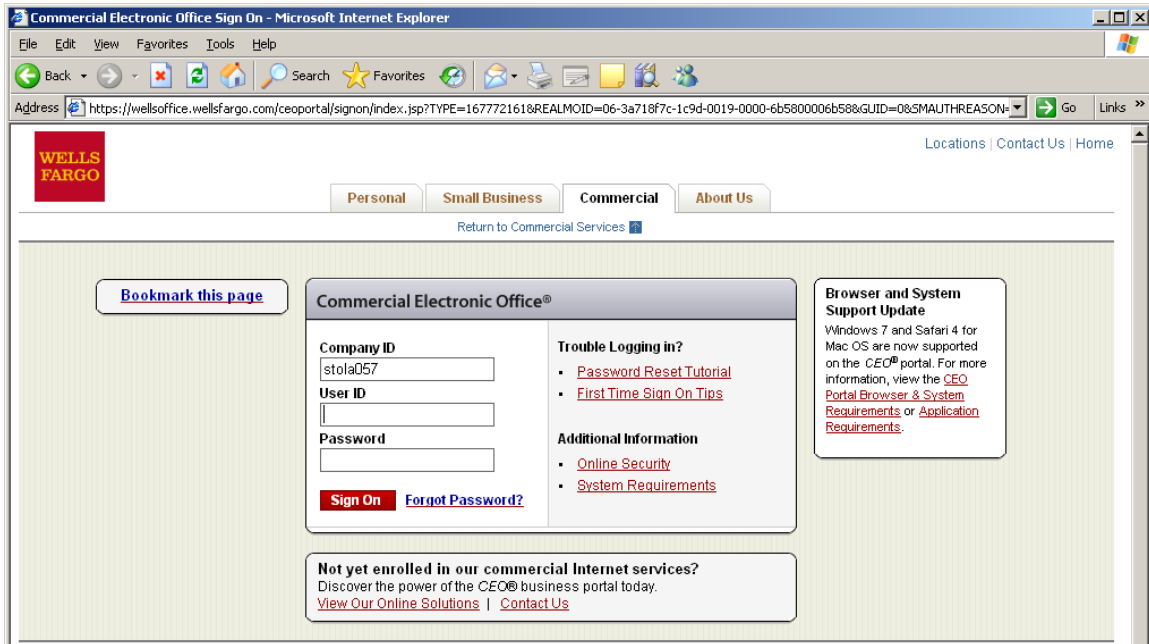 Commercial Electronic Office Sign On - Microsoft Internet Explorer
File Edit View Favorites Tools Help
Back Search Favorites
Address https://wellsoffice.wellsfargo.com/ceoportal/signon/index.jsp?TYPE=16777216&REALMOID=06-3a718f7c-1c9d-0019-0000-6b5800006b58&GUID=0&SMAUTHREASON= Go Links »
Locations | Contact Us | Home
WELLS
FARGO
Personal Small Business Commercial About Us
Return to Commercial Services
Bookmark this page
Commercial Electronic Office®
Company ID
stola057
User ID
Password
Sign On Forgot Password?
Trouble Logging in?
Password Reset Tutorial
First Time Sign On Tips
Additional Information
Online Security
System Requirements
Browser and System
Support Update
Windows 7 and Safari 4 for
Mac OS are now supported
on the CEO® portal. For more
information, view the CEO
Portal Browser & System
Requirements or Application
Requirements.
Not yet enrolled in our commercial Internet services?
Discover the power of the CEO® business portal today.
View Our Online Solutions | Contact Us